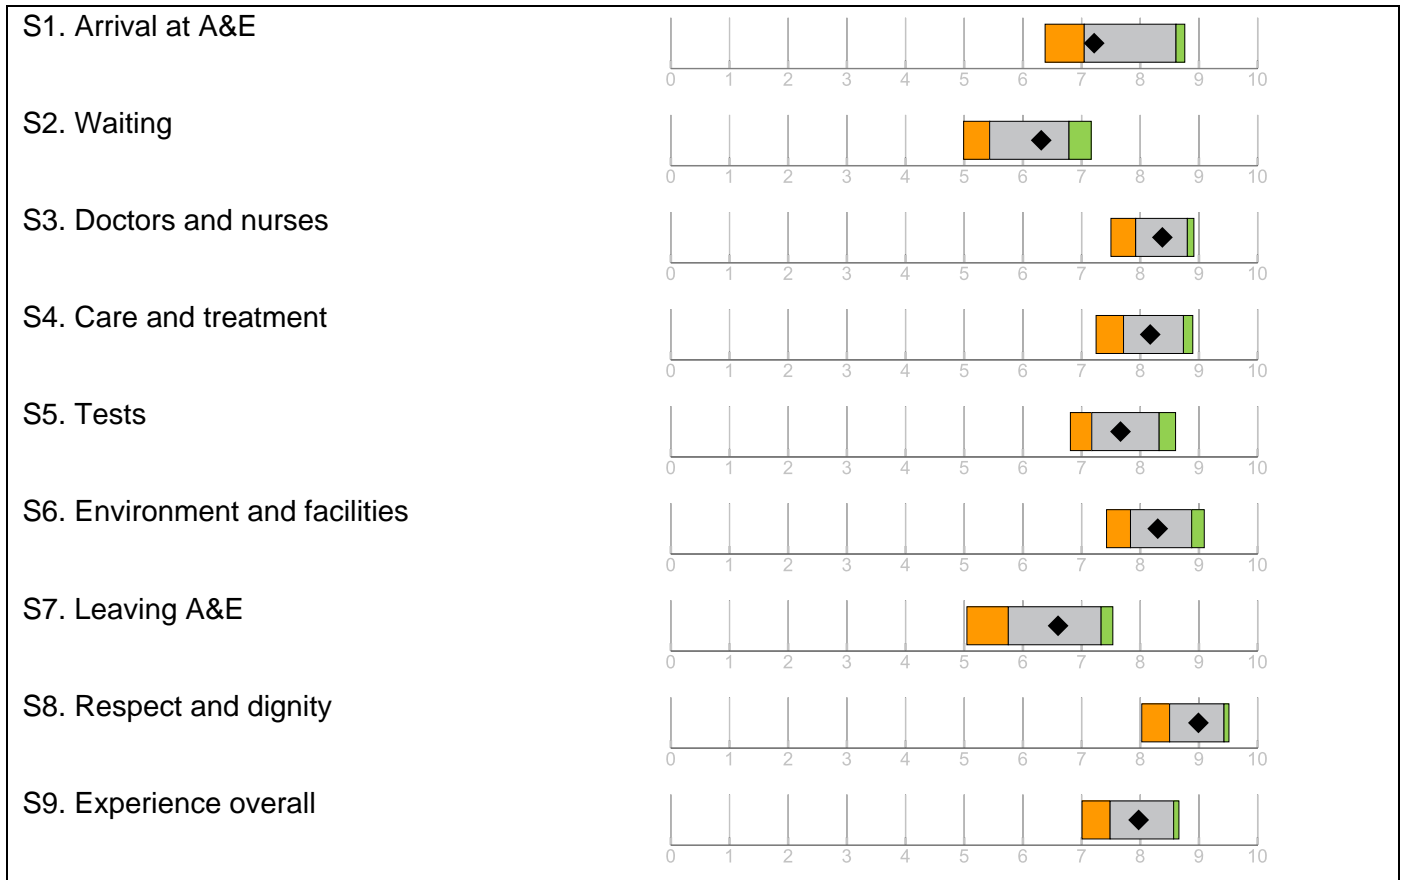 S1. Arrival at A&E
0 1 2 3 4 5 6 7 8 9 10
S2. Waiting
0 1 2 3 4 5 6 7 8 9 10
S3. Doctors and nurses
0 1 2 3 4 5 6 7 8 9 10
S4. Care and treatment
0 1 2 3 4 5 6 7 8 9 10
S5. Tests
0 1 2 3 4 5 6 7 8 9 10
S6. Environment and facilities
0 1 2 3 4 5 6 7 8 9 10
S7. Leaving A&E
0 1 2 3 4 5 6 7 8 9 10
S8. Respect and dignity
0 1 2 3 4 5 6 7 8 9 10
S9. Experience overall
0 1 2 3 4 5 6 7 8 9 10